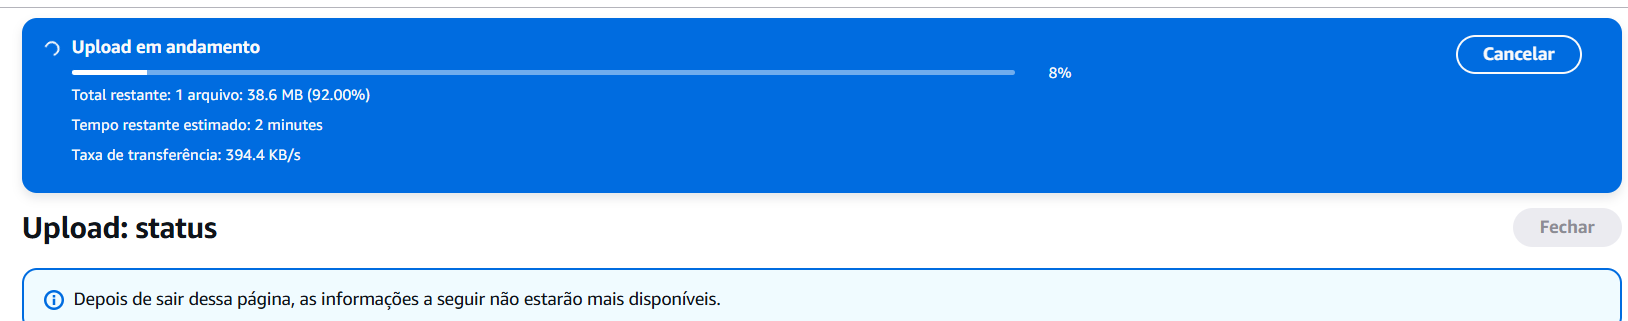 Upload em andamento
Cancelar
8%
Total restante: 1 arquivo: 38.6 MB (92.00%)
Tempo restante estimado: 2 minutes
Taxa de transferência: 394.4 KB/s
Upload: status
Fechar
Depois de sair dessa página, as informações a seguir não estarão mais disponíveis.